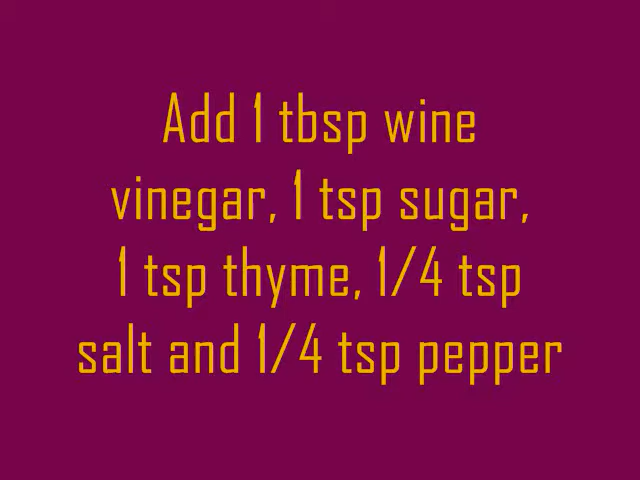 Add 1 tbsp wine
vinegar, 1 tsp sugar,
1 tsp thyme, 1/4 tsp
salt and 1/4 tsp pepper